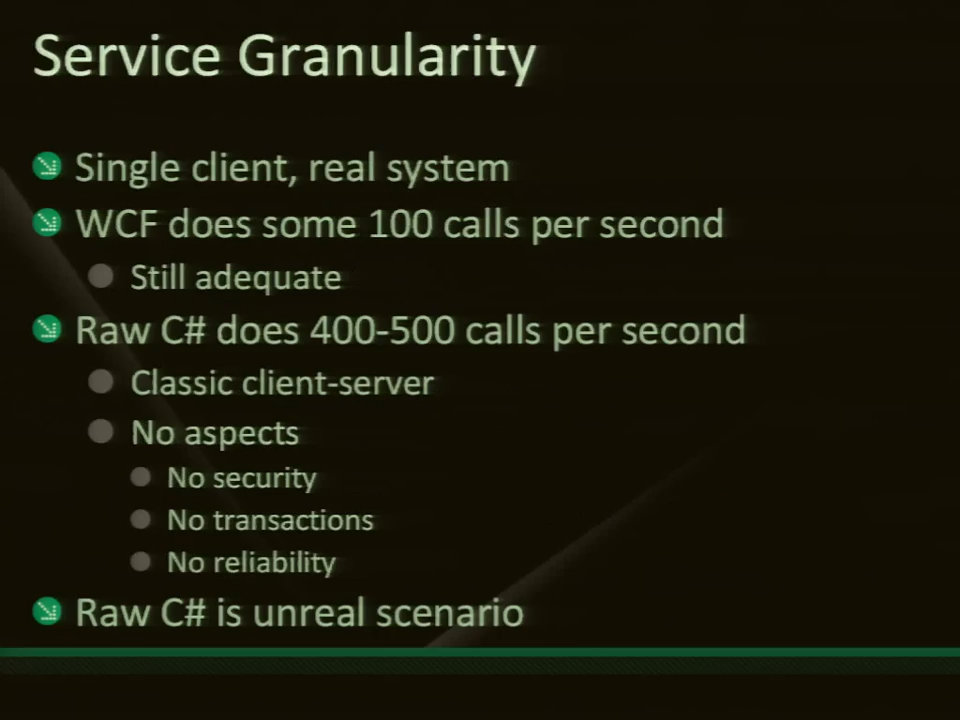 Service Granularity
Single client, real system
WCF does some 100 calls per second
Still adequate
Raw C# does 400-500 calls per second
Classic client-server
No aspects
No security
No transactions
No reliability
Raw C# is unreal scenario